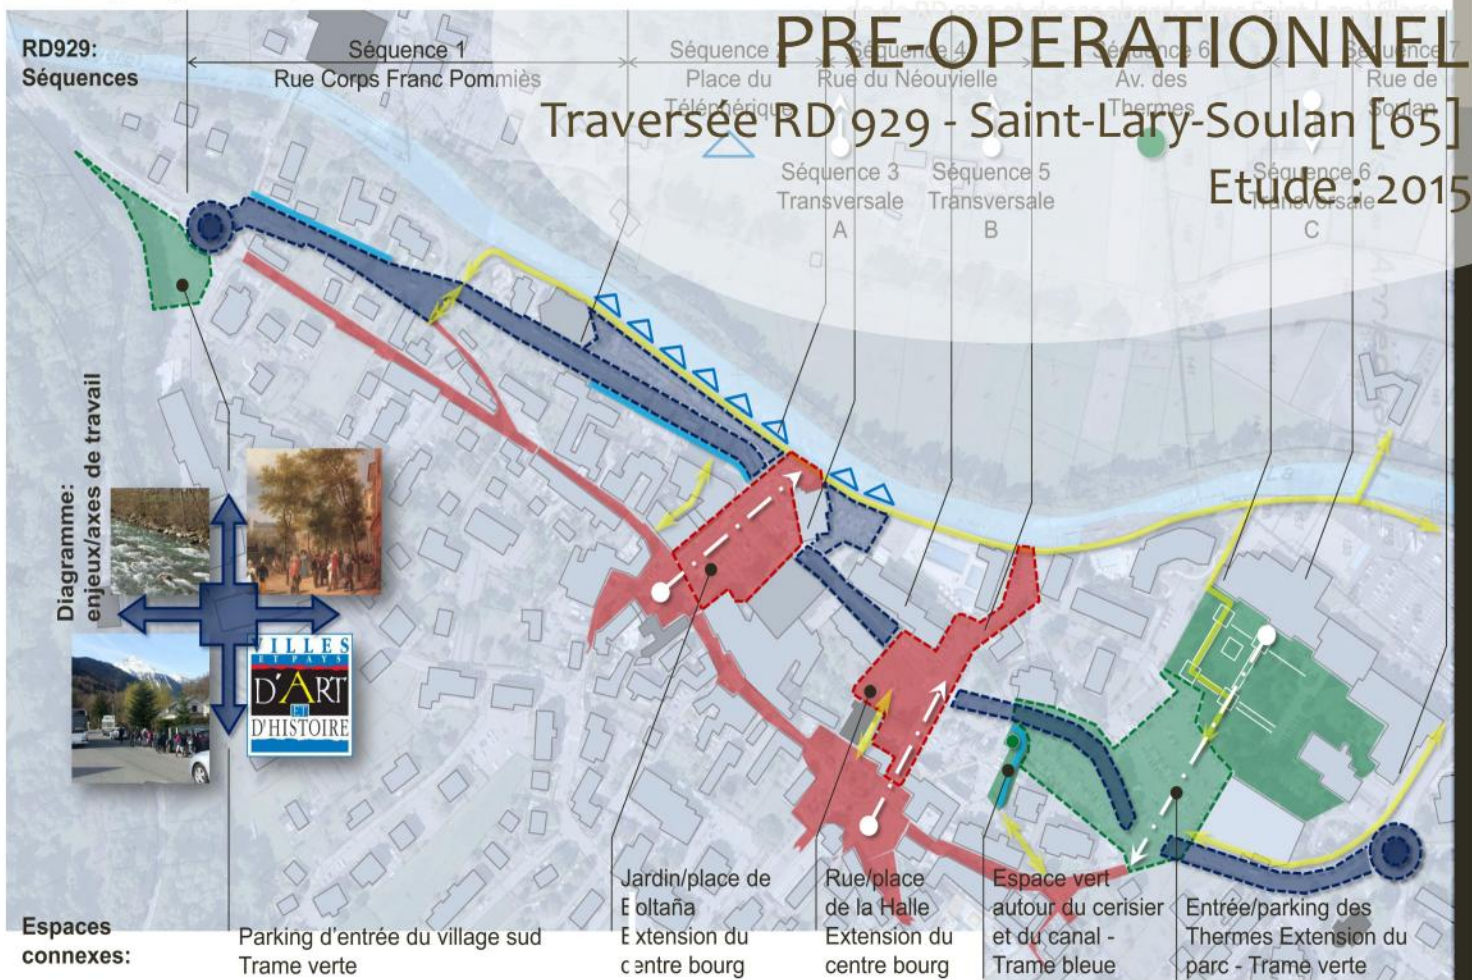 PRE-OPERATIONNEL
Traversée RD 929 - Saint-Lary-Soulan [65]
Etude : 2015
RD929:
Séquences
Séquence 1
Rue Corps Franc Pommiès
Séquence
Place du
Téléphérique
Séquence 4
Rue du Néouvielle
Séquence 6
Av. des
Thermes
Séquence 7
Rue de
Soulan
Séquence 3
Transversale
A
Séquence 5
Transversale
B
Séquence 6
Transversale
C
Diagramme:
enjeux/axes de travail
VILLES
ET PAYS
D'ART
ET
D'HISTOIRE
Espaces
connexes:
Parking d'entrée du village sud
Trame verte
Jardin/place de
Boltaña
Extension du
centre bourg
Rue/place
de la Halle
Extension du
centre bourg
Espace vert
autour du cerisier
et du canal -
Trame bleue
Entrée/parking des
Thermes Extension du
parc - Trame verte